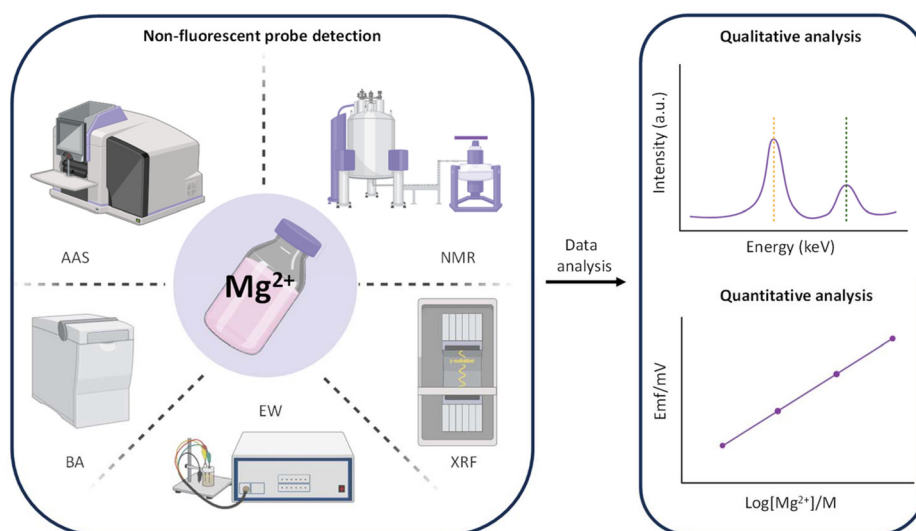 Non-fluorescent probe detection
AAS
NMR
Mg²⁺
BA
EW
XRF
Data
analysis
Qualitative analysis
Intensity (a.u.)
Energy (keV)
Quantitative analysis
Emf/mV
Log[Mg²⁺]/M